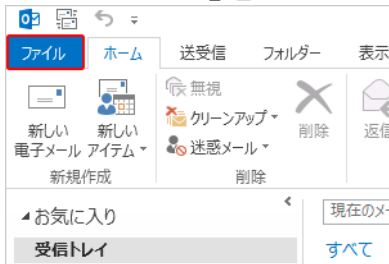 ファイル ホーム 送受信 フォルダー 表示
無視
クリーンアップ
迷惑メール
新しい 電子メール
新しい アイテム
削除
返信
新規作成
削除
お気に入り
受信トレイ
現在のメ
すべて